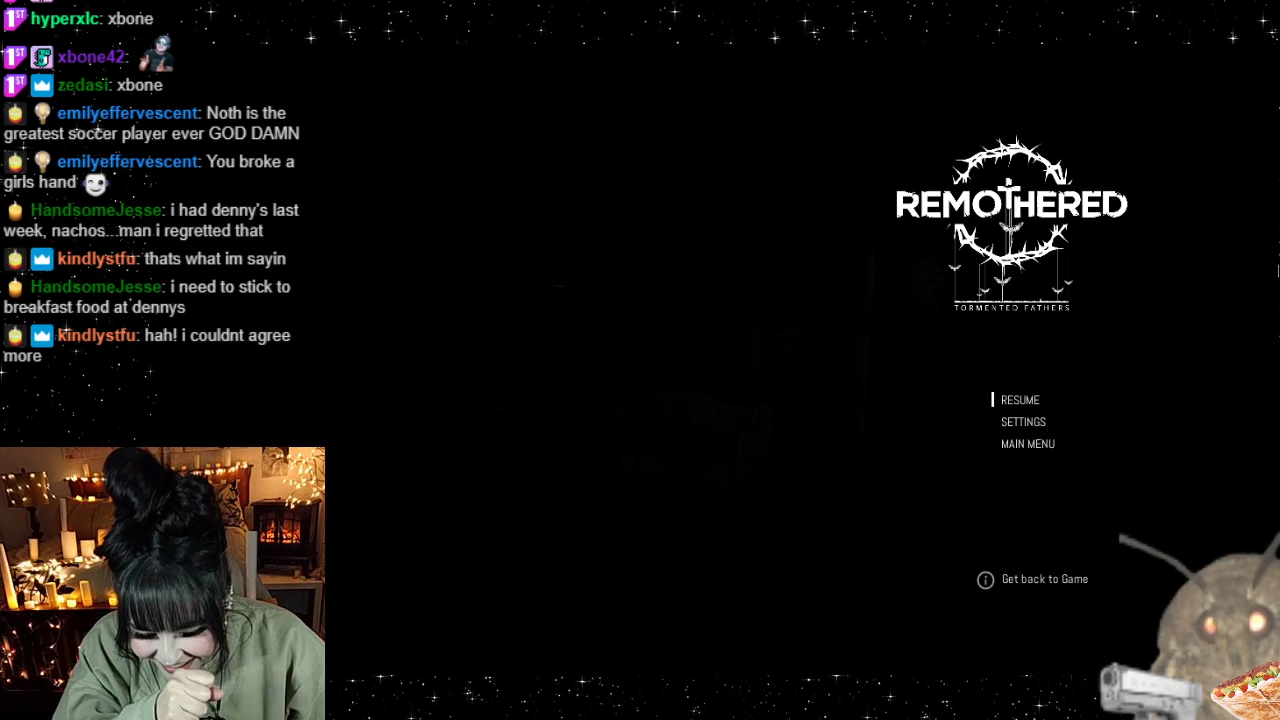 1ST hyperxlc: xbone
1ST xbone42:
1ST zedasi: xbone
emilyeffervescent: Noth is the
greatest soccer player ever GOD DAMN
emilyeffervescent: You broke a
girls hand
HandsomeJesse: i had denny's last
week, nachos...man i regretted that
kindlystfu: thats what im sayin
HandsomeJesse: i need to stick to
breakfast food at dennys
kindlystfu: hah! i couldnt agree
more
REMOTHERED
TORMENTED FATHERS
RESUME
SETTINGS
MAIN MENU
Get back to Game